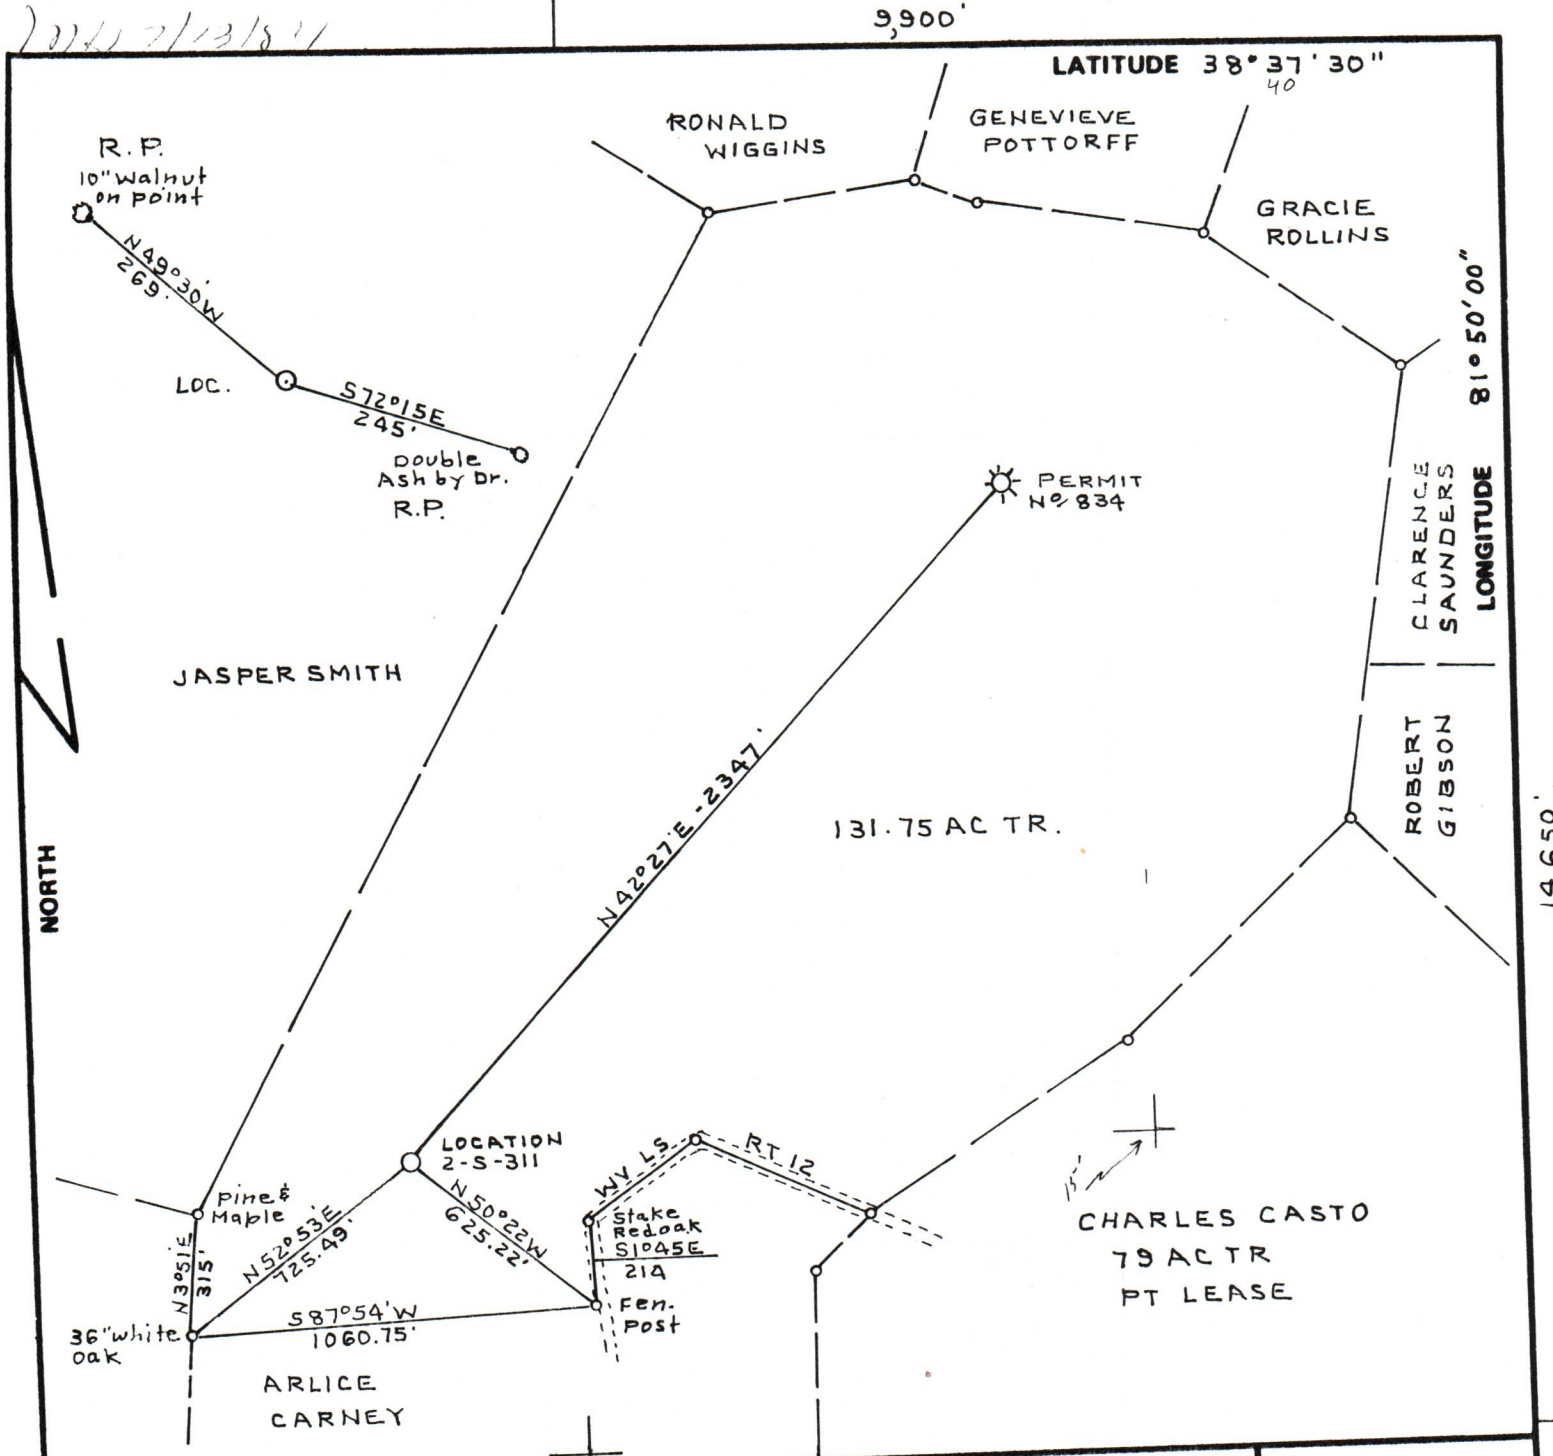 9,900'
LATITUDE 38° 37' 30"
40
R.P.
10" walnut
on point
N49°30'W
269'
LOC.
S72°15E
245'
Double
Ash by Dr.
R.P.
RONALD
WIGGINS
GENEVIEVE
POTTORFF
GRACIE
ROLLINS
LONGITUDE 81° 50' 00"
CLARENCE
SAUNDERS
PERMIT
No 834
JASPER SMITH
ROBERT
GIBSON
N42°27'E - 2347'
131.75 AC TR.
14,650'
NORTH
LOCATION
2-S-311
Pine &
Maple
N3°51'E
315'
N52°53'E
725.49'
N50°22W
625.22'
WV LS
RT 12
Stake
Redoak
S1°45E
214
Fen.
Post
S87°54'W
1060.75'
36" white
oak
ARLICE
CARNEY
15'
CHARLES CASTO
79 AC TR
PT LEASE